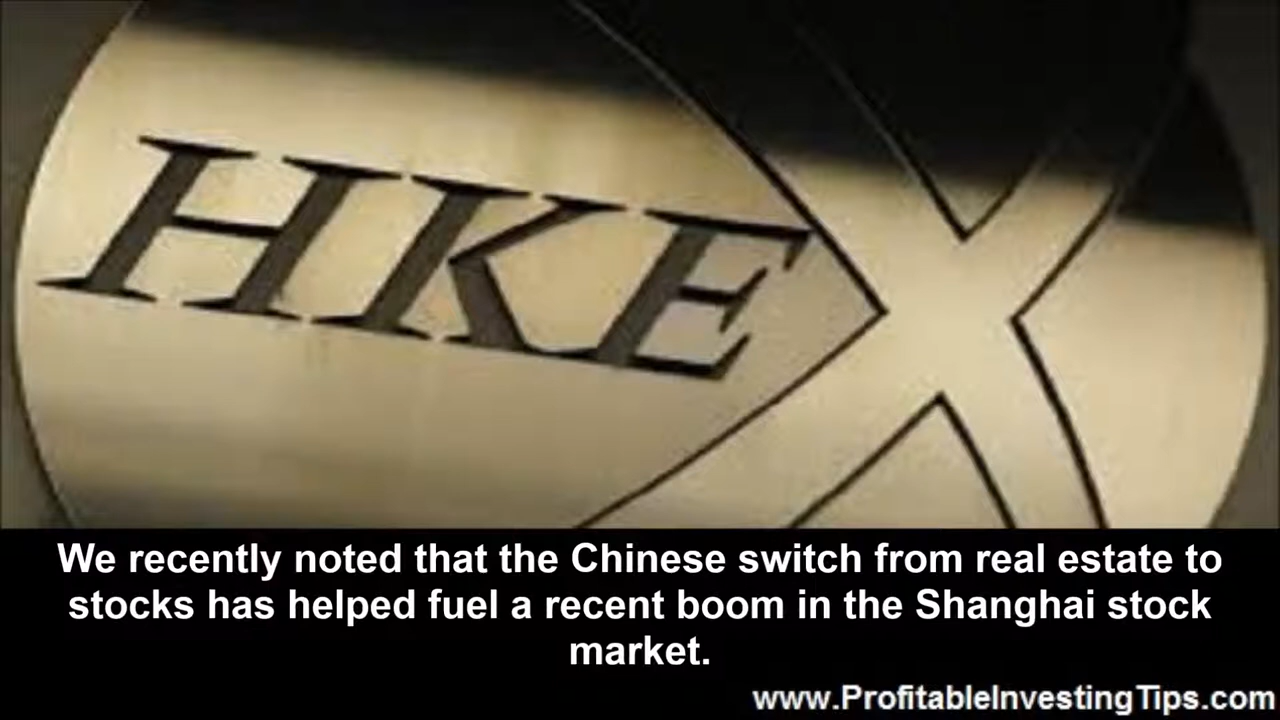 HKEX
We recently noted that the Chinese switch from real estate to
stocks has helped fuel a recent boom in the Shanghai stock
market.
www.ProfitableInvestingTips.com